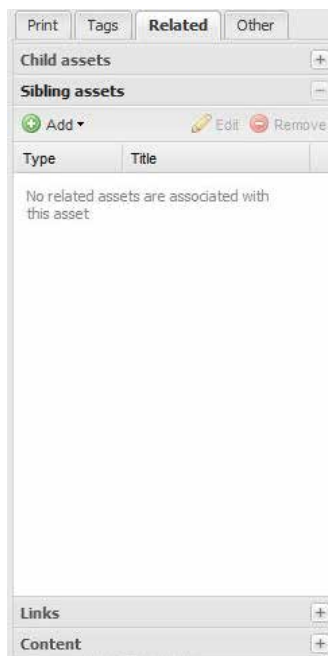 Print Tags Related Other
Child assets
Sibling assets
Add Edit Remove
Type Title
No related assets are associated with
this asset
Links
Content